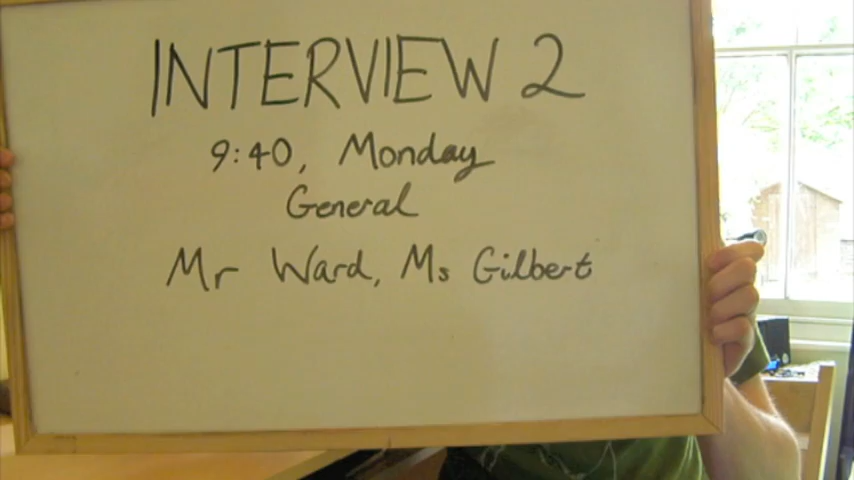 INTERVIEW 2
9:40, Monday
General
Mr Ward, Ms Gilbert